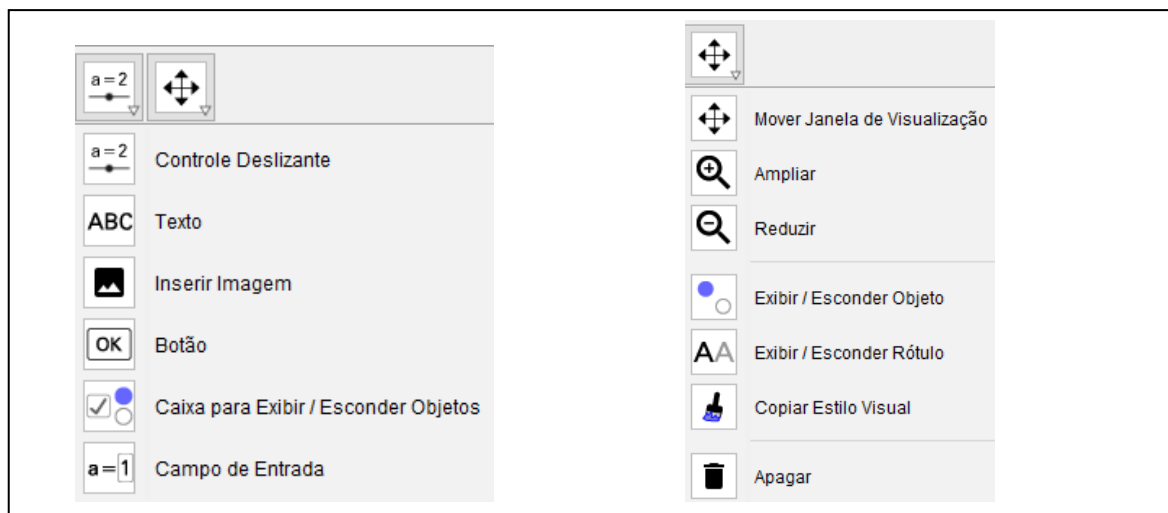 a=2
a=2
Controle Deslizante
ABC
Texto
Inserir Imagem
OK
Botão
Caixa para Exibir / Esconder Objetos
a=1
Campo de Entrada
Mover Janela de Visualização
Ampliar
Reduzir
Exibir / Esconder Objeto
AA
Exibir / Esconder Rótulo
Copiar Estilo Visual
Apagar